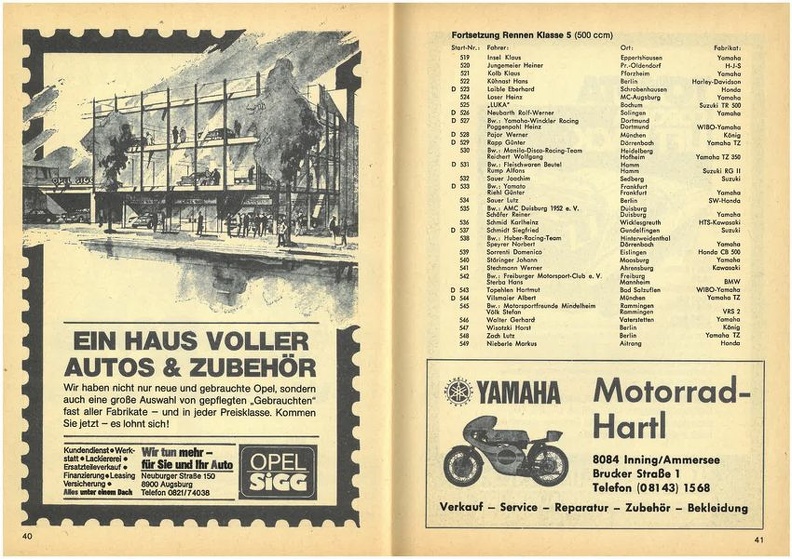 EIN HAUS VOLLER
AUTOS & ZUBEHÖR
Wir haben nicht nur neue und gebrauchte Opel, sondern
auch eine große Auswahl von gepflegten „Gebrauchten"
fast aller Fabrikate – und in jeder Preisklasse. Kommen
Sie jetzt – es lohnt sich!
Kundendienst • Werk-
statt • Lackiererei •
Ersatzteileverkauf •
Finanzierung • Leasing
Versicherung •
Alles unter einem Dach
Wir tun mehr –
für Sie und Ihr Auto
Neuburger Straße 150
8900 Augsburg
Telefon 0821/74038
OPEL
SIGG
40
Fortsetzung Rennen Klasse 5 (500 ccm)
Start-Nr.: Fahrer: Ort: Fabrikat:
519 Insel Klaus Eppertshausen Yamaha
520 Jungemeier Heiner Pr.-Oldendorf H-J-S
521 Kolb Klaus Pforzheim Yamaha
522 Kühnast Hans Berlin Harley-Davidson
D 523 Laible Eberhard Schrobenhausen Honda
524 Loser Heinz MC-Augsburg Yamaha
525 „LUKA" Bochum Suzuki TR 500
D 526 Neubarth Rolf-Werner Solingen Yamaha
D 527 Bw.: Yamaha-Winkler Racing Dortmund
Poggenpohl Heinz Dortmund WIBO-Yamaha
D 528 Pajer Werner München König
D 529 Rapp Günter Dörrenbach Yamaha TZ
530 Bw.: Manila-Disco-Racing-Team Heidelberg
Reichert Wolfgang Hofheim Yamaha TZ 350
D 531 Bw.: Fleischwaren Beutel Hamm
Rump Alfons Hamm Suzuki RG II
532 Sauer Joachim Sedberg Suzuki
D 533 Bw.: Yamato Frankfurt
Riehl Günter Frankfurt Yamaha
534 Sauer Lutz Berlin SW-Honda
535 Bw.: AMC Duisburg 1952 e. V. Duisburg
Schäfer Reiner Duisburg Yamaha
536 Schmid Karlheinz Wicklesgreuth HTS-Kawasaki
D 537 Schmidt Siegfried Gundelfingen Suzuki
538 Bw.: Huber-Racing-Team Hinterweidenthal
Speyrer Norbert Dörrenbach Yamaha
539 Sorrenti Domenico Eislingen Honda CB 500
540 Störinger Johann Moosburg Yamaha
541 Stechmann Werner Ahrensburg Kawasaki
542 Bw.: Freiburger Motorsport-Club e. V. Freiburg
Sterba Hans Mannheim BMW
D 543 Topehlen Hartmut Bad Salzuflen WIBO-Yamaha
D 544 Vilsmaier Albert München Yamaha TZ
545 Bw.: Motorsportfreunde Mindelheim Rammingen
Völk Stefan Rammingen VRS 2
546 Walter Gerhard Vaterstetten Yamaha
547 Wisotzki Horst Berlin König
548 Zach Lutz Berlin Yamaha TZ
549 Nieberle Markus Aitrang Honda
YAMAHA
Motorrad-
Hartl
8084 Inning/Ammersee
Brucker Straße 1
Telefon (08143) 1568
Verkauf – Service – Reparatur – Zubehör – Bekleidung
41